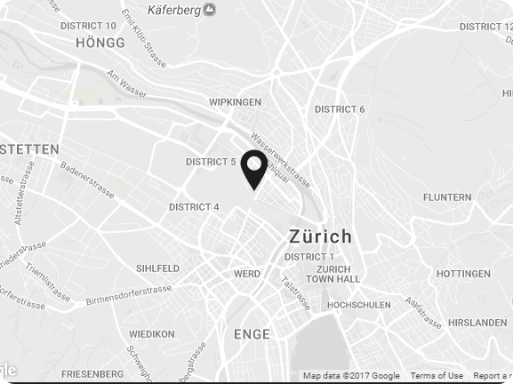 Käferberg
DISTRICT 10
HÖNGG
Emil-Klöti-Strasse
DISTRICT 12
Am Wasser
WIPKINGEN
DISTRICT 6
Wasserwerkstrasse
STETTEN
DISTRICT 5
Badenerstrasse
Altstetterstrasse
DISTRICT 4
FLUNTERN
Zürich
DISTRICT 1
SIHLFELD
WERD
ZURICH
TOWN HALL
HOTTINGEN
Triemlistrasse
Birmensdorferstrasse
Talstrasse
HOCHSCHULEN
Asylstrasse
HIRSLANDEN
WIEDIKON
ENGE
FRIESENBERG
Map data ©2017 Google
Terms of Use
Report a